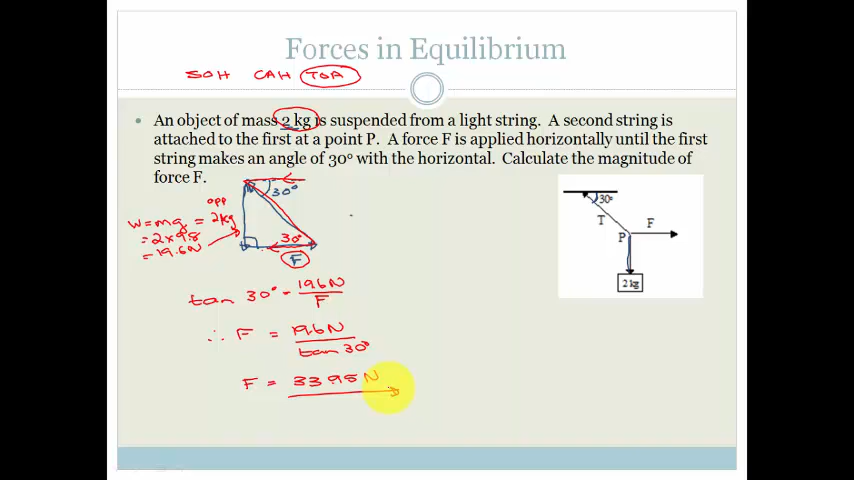 Forces in Equilibrium
SOH CAH TOA
An object of mass 2 kg is suspended from a light string. A second string is
attached to the first at a point P. A force F is applied horizontally until the first
string makes an angle of 30° with the horizontal. Calculate the magnitude of
force F.
30°
opp
W=mg = 2kg
=2×9.8
=19.6N
30°
F
tan 30° = 19.6N
F
∴ F = 19.6N
tan 30°
F = 33.95 N
30°
T
F
P
2 kg